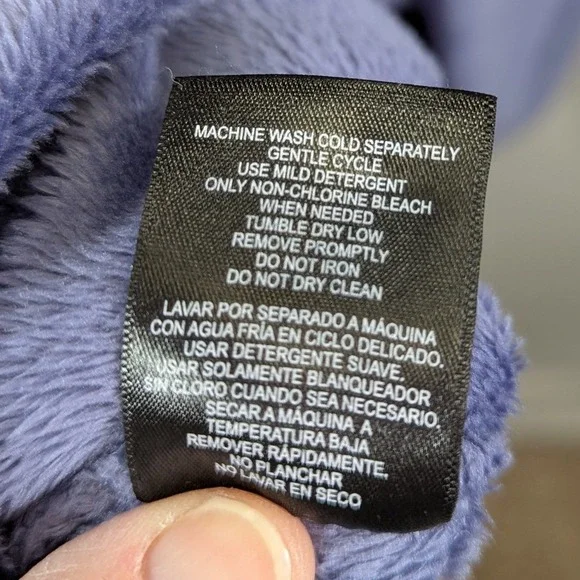 MACHINE WASH COLD SEPARATELY
GENTLE CYCLE
USE MILD DETERGENT
ONLY NON-CHLORINE BLEACH
WHEN NEEDED
TUMBLE DRY LOW
REMOVE PROMPTLY
DO NOT IRON
DO NOT DRY CLEAN
LAVAR POR SEPARADO A MÁQUINA
CON AGUA FRÍA EN CICLO DELICADO.
USAR DETERGENTE SUAVE.
USAR SOLAMENTE BLANQUEADOR
SIN CLORO CUANDO SEA NECESARIO.
SECAR A MÁQUINA A
TEMPERATURA BAJA
REMOVER RÁPIDAMENTE.
NO PLANCHAR
NO LAVAR EN SECO